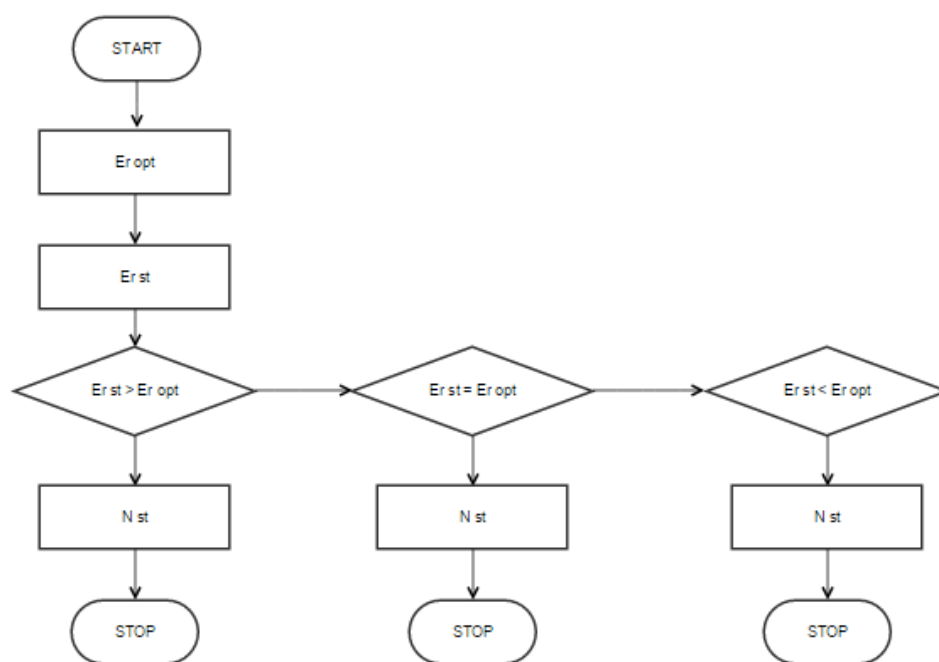 START
Er opt
Er st
Er st > Er opt
Er st = Er opt
Er st < Er opt
N st
N st
N st
STOP
STOP
STOP